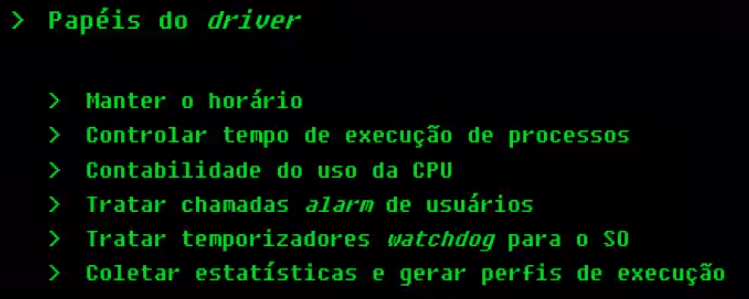 > Papéis do driver
> Manter o horário
> Controlar tempo de execução de processos
> Contabilidade do uso da CPU
> Tratar chamadas alarm de usuários
> Tratar temporizadores watchdog para o SO
> Coletar estatísticas e gerar perfis de execução